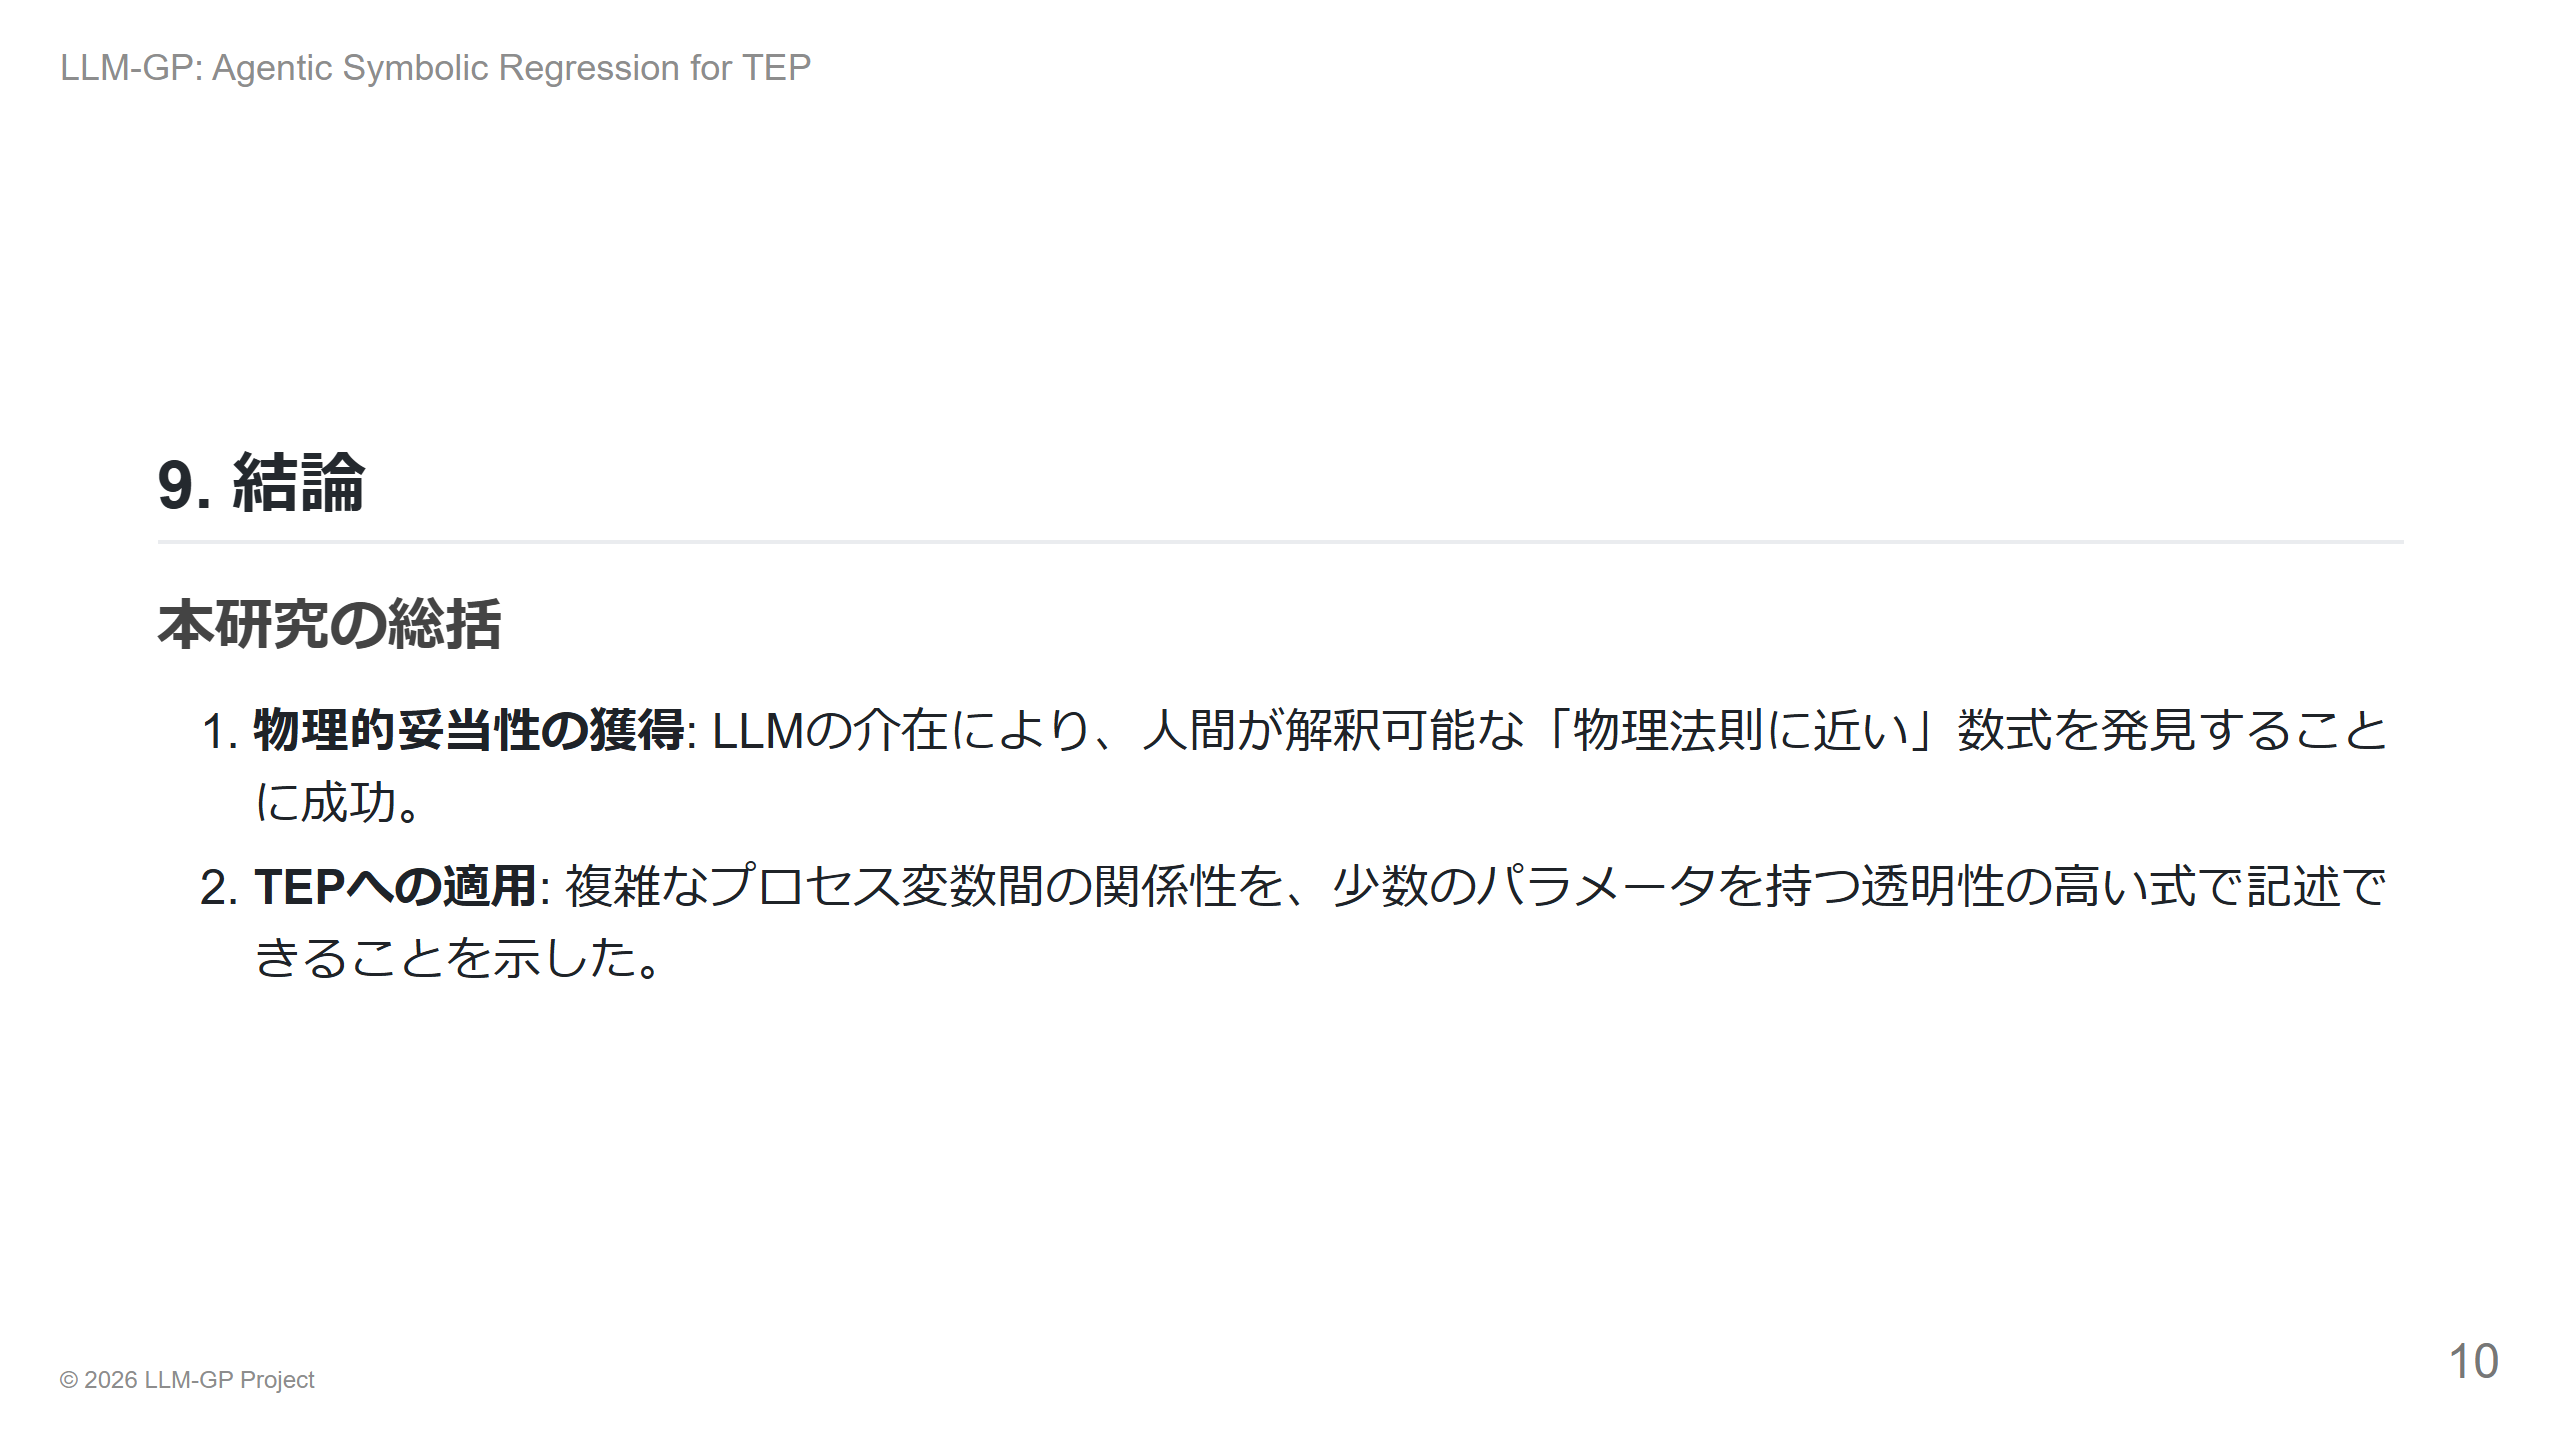 LLM-GP: Agentic Symbolic Regression for TEP
9. 結論
本研究の総括
1. 物理的妥当性の獲得: LLMの介在により、人間が解釈可能な「物理法則に近い」数式を発見すること
に成功。
2. TEPへの適用: 複雑なプロセス変数間の関係性を、少数のパラメータを持つ透明性の高い式で記述で
きることを示した。
© 2026 LLM-GP Project
10